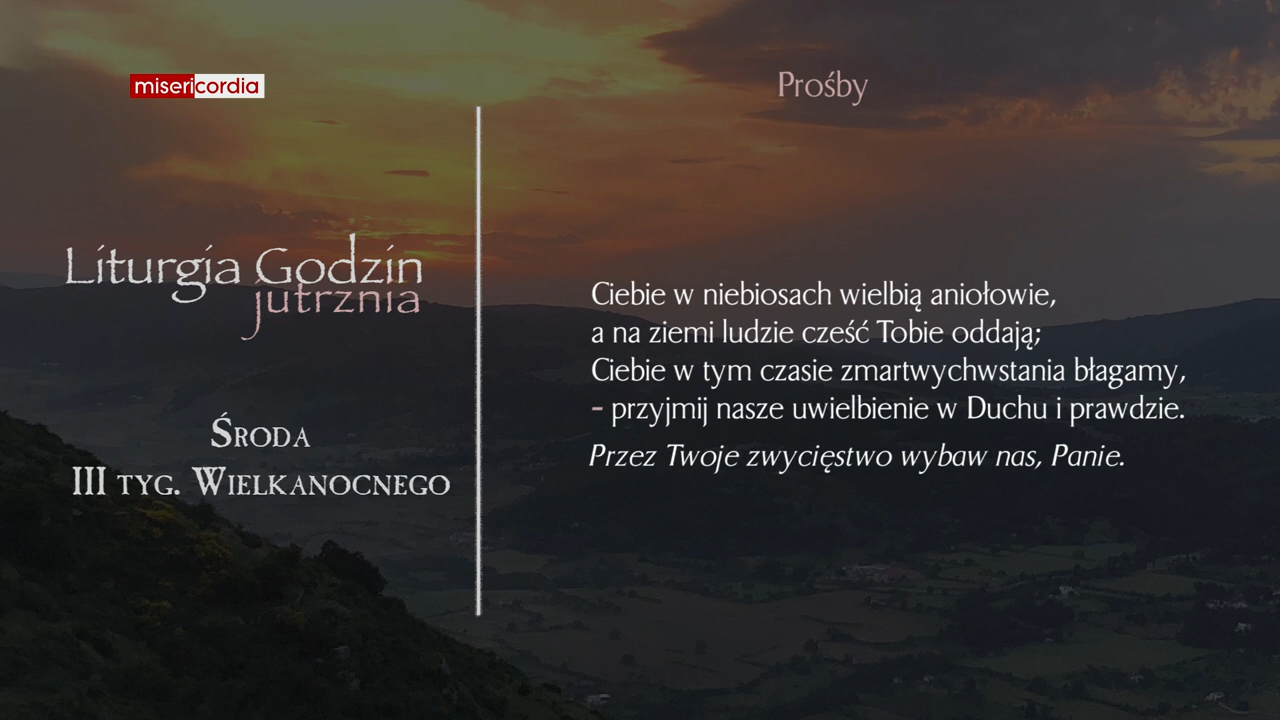 misericordia
Prośby
Liturgia Godzin
jutrznia
Środa
III tyg. Wielkanocnego
Ciebie w niebiosach wielbią aniołowie,
a na ziemi ludzie cześć Tobie oddają;
Ciebie w tym czasie zmartwychwstania błagamy,
- przyjmij nasze uwielbienie w Duchu i prawdzie.
Przez Twoje zwycięstwo wybaw nas, Panie.